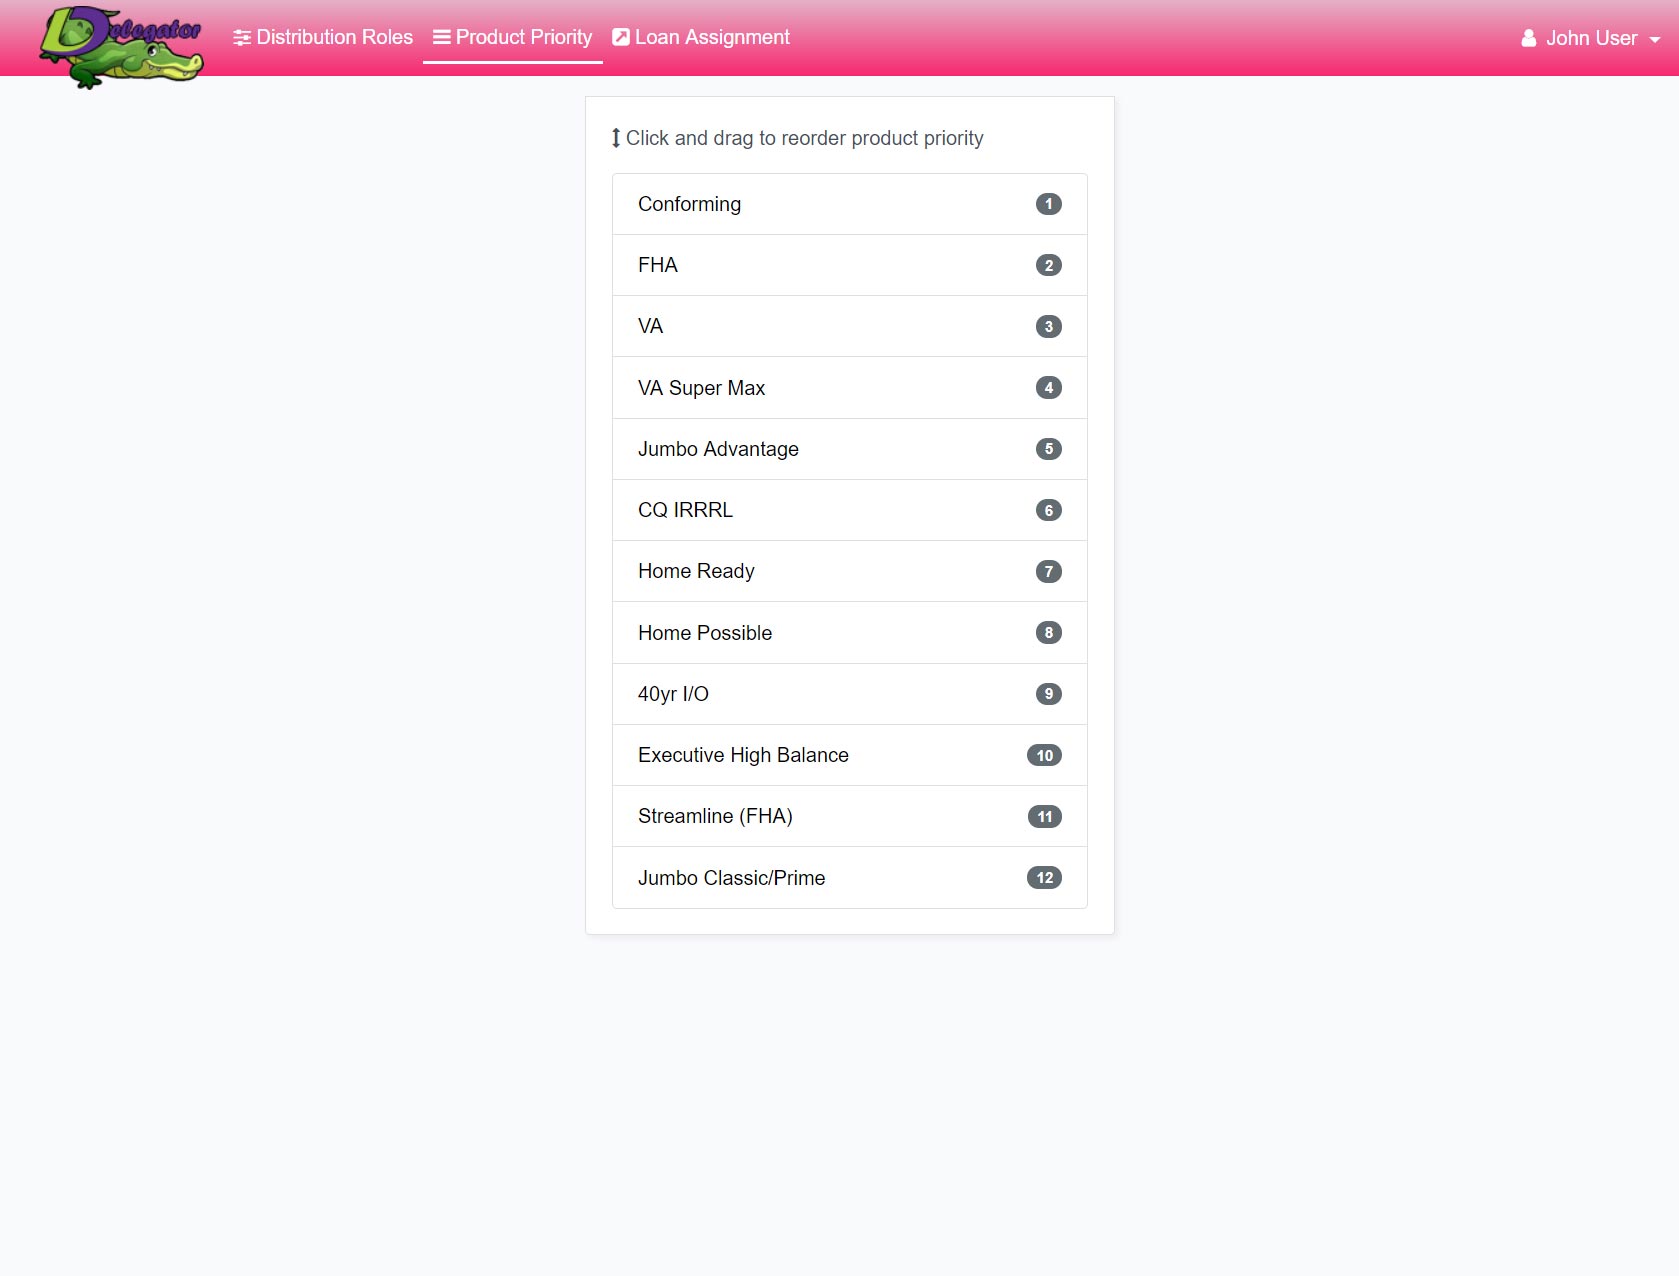 Delegator
Distribution Roles
Product Priority
Loan Assignment
John User
Click and drag to reorder product priority
Conforming 1
FHA 2
VA 3
VA Super Max 4
Jumbo Advantage 5
CQ IRRRL 6
Home Ready 7
Home Possible 8
40yr I/O 9
Executive High Balance 10
Streamline (FHA) 11
Jumbo Classic/Prime 12